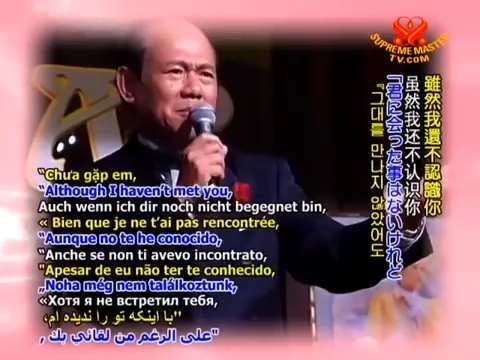 SUPREME MASTER
TV.COM
雖然我還不認識你
虽然我还不认识你
「君に会った事はないけれど
"그대를 만나지 않았어도
"Chưa gặp em,
"Although I haven't met you,
Auch wenn ich dir noch nicht begegnet bin,
« Bien que je ne t'ai pas rencontrée,
"Aunque no te he conocido,
"Anche se non ti avevo incontrato,
"Apesar de eu não ter te conhecido,
„Noha még nem találkoztunk,
«Хотя я не встретил тебя,
"با اینکه تو را ندیده ام،
"على الرغم من لقائي بك ,